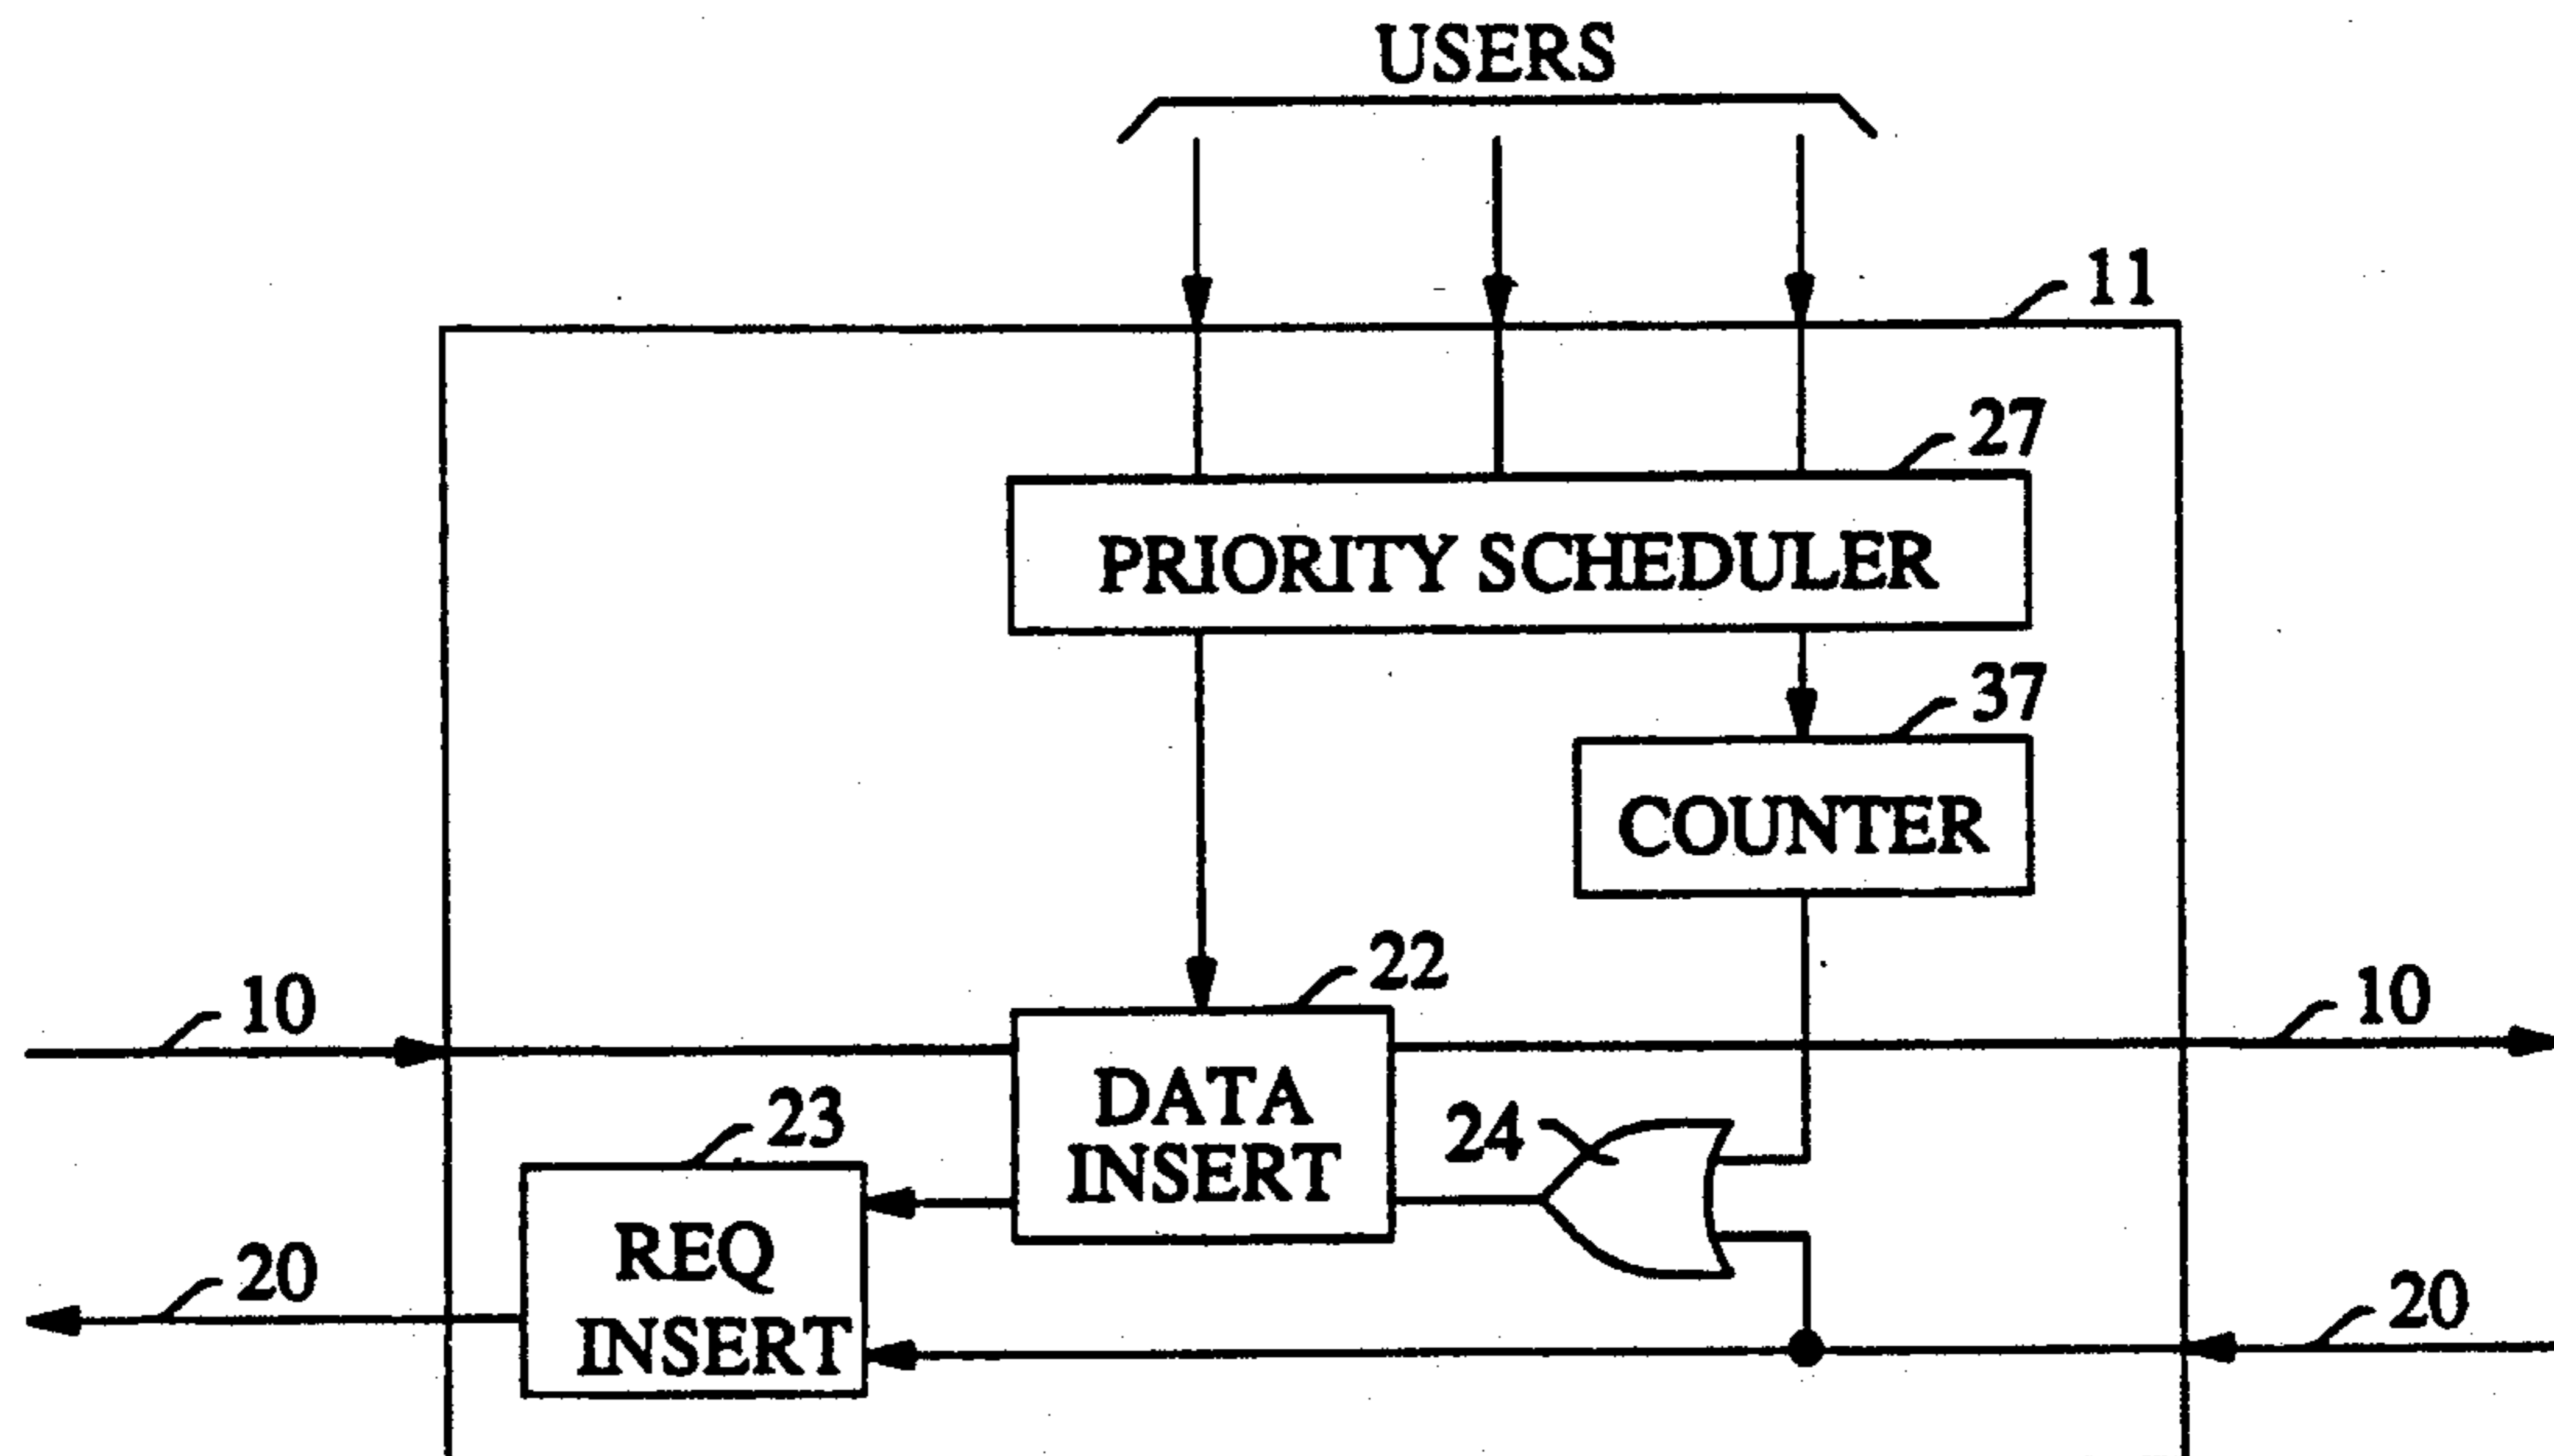 USERS
11
27
PRIORITY SCHEDULER
37
COUNTER
22
10
10
DATA
INSERT
23
24
REQ
INSERT
20
20